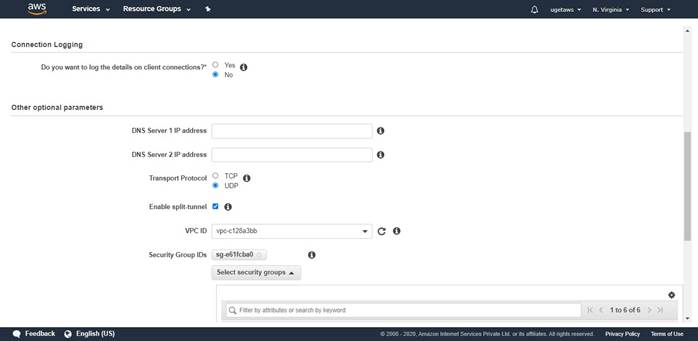 aws Services Resource Groups ugetaws N. Virginia Support
Connection Logging
Do you want to log the details on client connections?* Yes
No
Other optional parameters
DNS Server 1 IP address
DNS Server 2 IP address
Transport Protocol TCP
UDP
Enable split-tunnel
VPC ID vpc-c128a3bb
Security Group IDs sg-e61fcba0
Select security groups
Filter by attributes or search by keyword 1 to 6 of 6
Feedback English (US) © 2008 - 2020, Amazon Internet Services Private Ltd. or its affiliates. All rights reserved. Privacy Policy Terms of Use